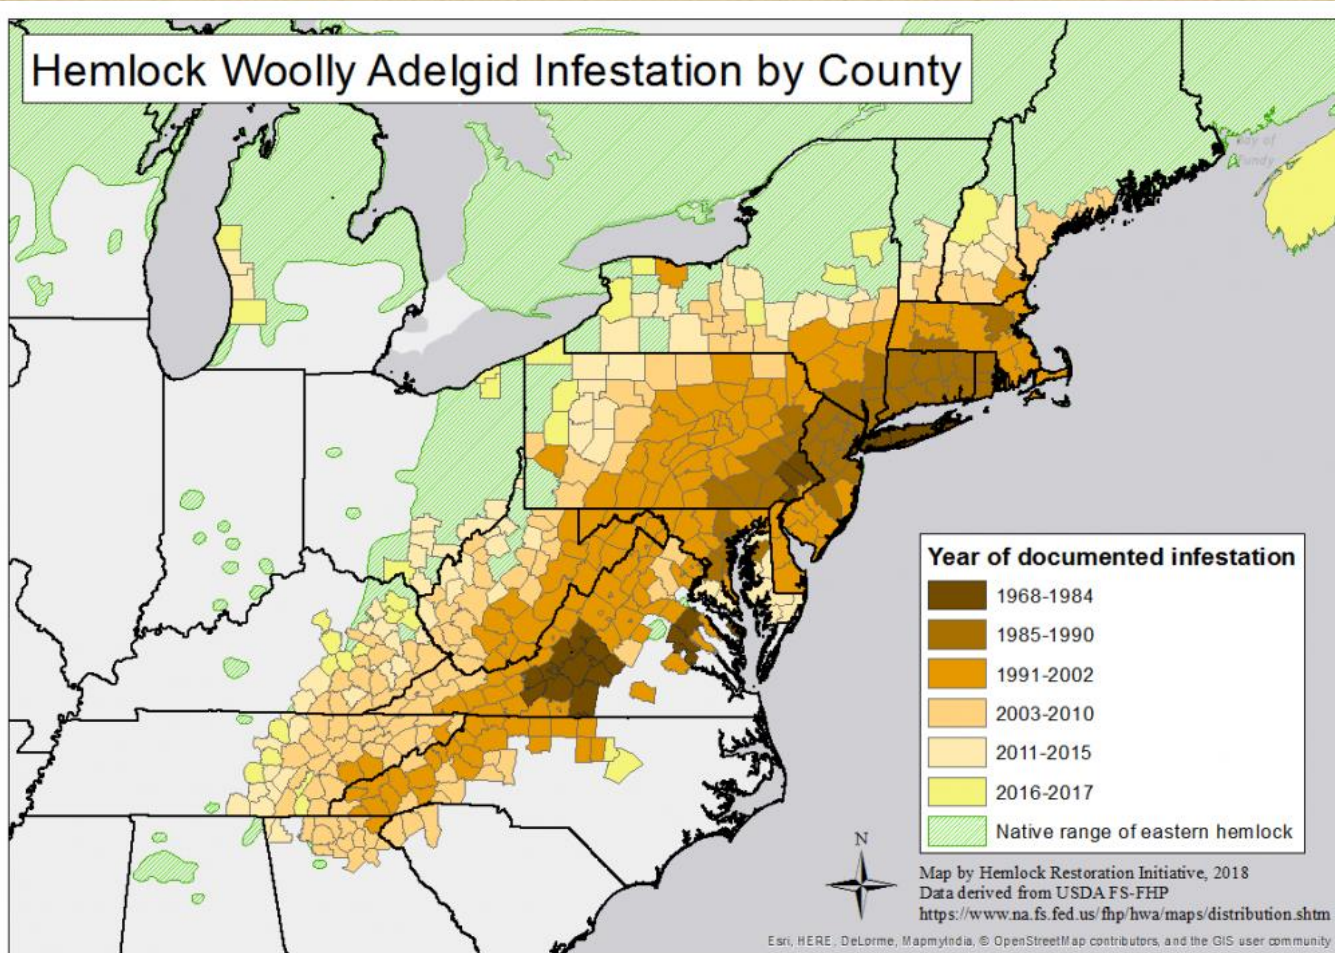 Hemlock Woolly Adelgid Infestation by County
Bay of
Fundy
Year of documented infestation
1968-1984
1985-1990
1991-2002
2003-2010
2011-2015
2016-2017
Native range of eastern hemlock
N
Map by Hemlock Restoration Initiative, 2018
Data derived from USDA FS-FHP
https://www.na.fs.fed.us/fhp/hwa/maps/distribution.shtm
Esri, HERE, DeLorme, MapmyIndia, © OpenStreetMap contributors, and the GIS user community